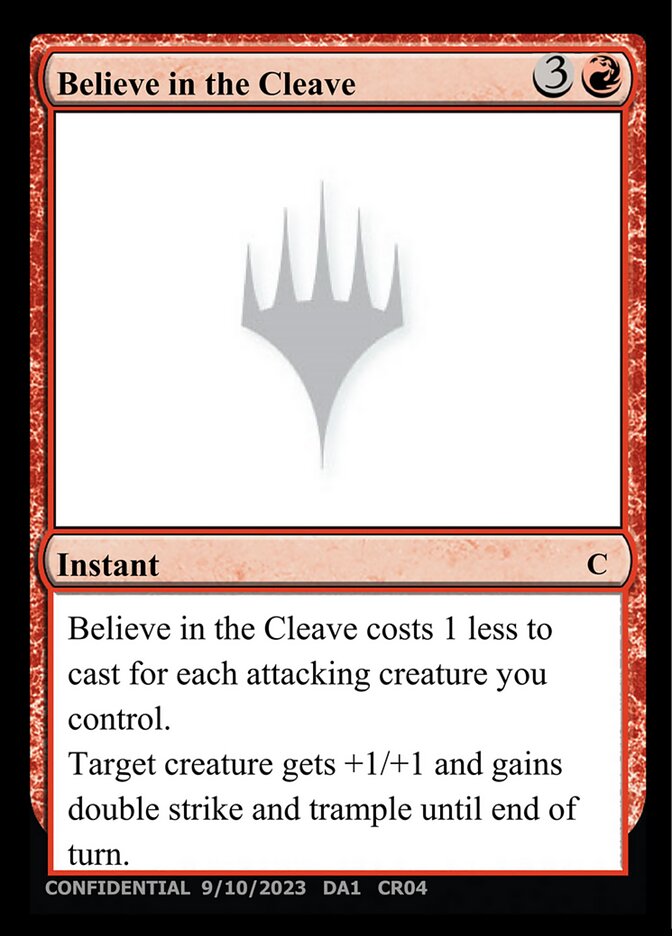 Believe in the Cleave 3
Instant C
Believe in the Cleave costs 1 less to
cast for each attacking creature you
control.
Target creature gets +1/+1 and gains
double strike and trample until end of
turn.
CONFIDENTIAL 9/10/2023 DA1 CR04